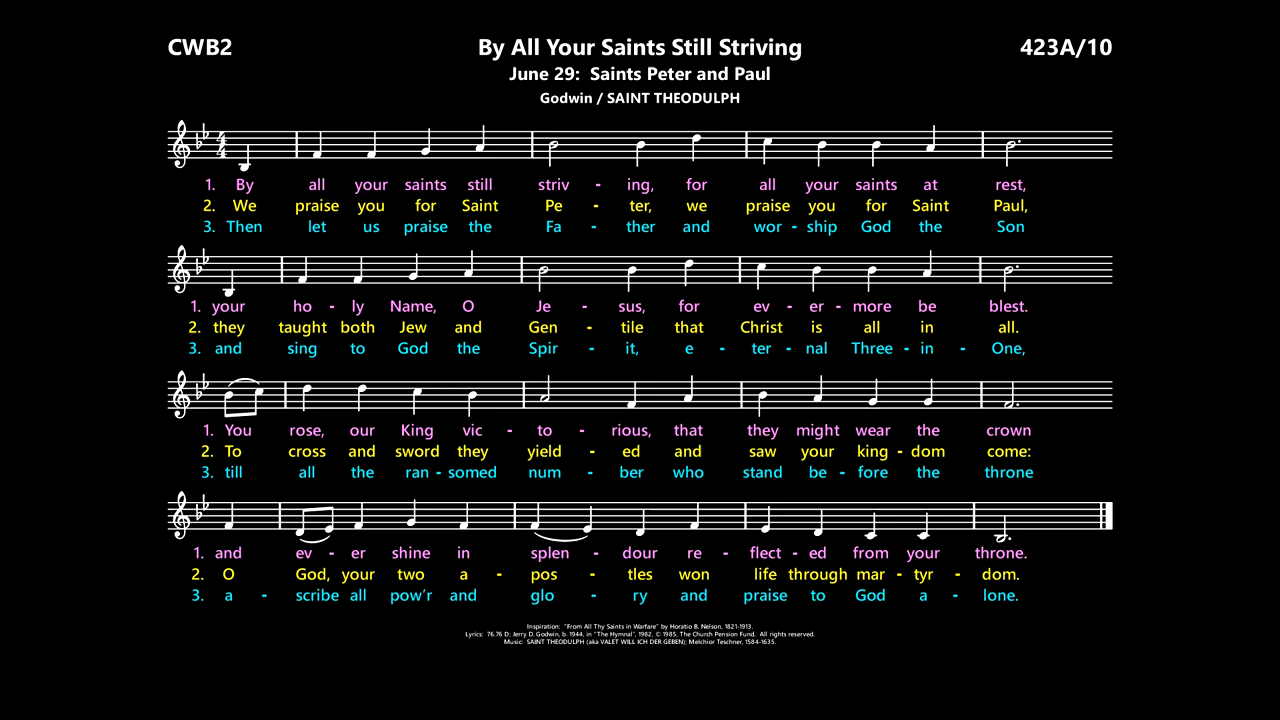 CWB2 By All Your Saints Still Striving 423A/10
June 29: Saints Peter and Paul
Godwin / SAINT THEODULPH
1. By all your saints still striv - ing, for all your saints at rest,
2. We praise you for Saint Pe - ter, we praise you for Saint Paul,
3. Then let us praise the Fa - ther and wor - ship God the Son
1. your ho - ly Name, O Je - sus, for ev - er - more be blest.
2. they taught both Jew and Gen - tile that Christ is all in all.
3. and sing to God the Spir - it, e - ter - nal Three - in - One,
1. You rose, our King vic - to - rious, that they might wear the crown
2. To cross and sword they yield - ed and saw your king - dom come:
3. till all the ran - somed num - ber who stand be - fore the throne
1. and ev - er shine in splen - dour re - flect - ed from your throne.
2. O God, your two a - pos - tles won life through mar - tyr - dom.
3. a - scribe all pow'r and glo - ry and praise to God a - lone.
Inspiration: "From All Thy Saints in Warfare" by Horatio B. Nelson, 1821-1913,
Lyrics: 76.76 D; Jerry D. Godwin, b. 1944, in "The Hymnal", 1982, © 1985, The Church Pension Fund. All rights reserved.
Music: SAINT THEODULPH (aka VALET WILL ICH DER GEBEN); Melchior Teschner, 1584-1635.